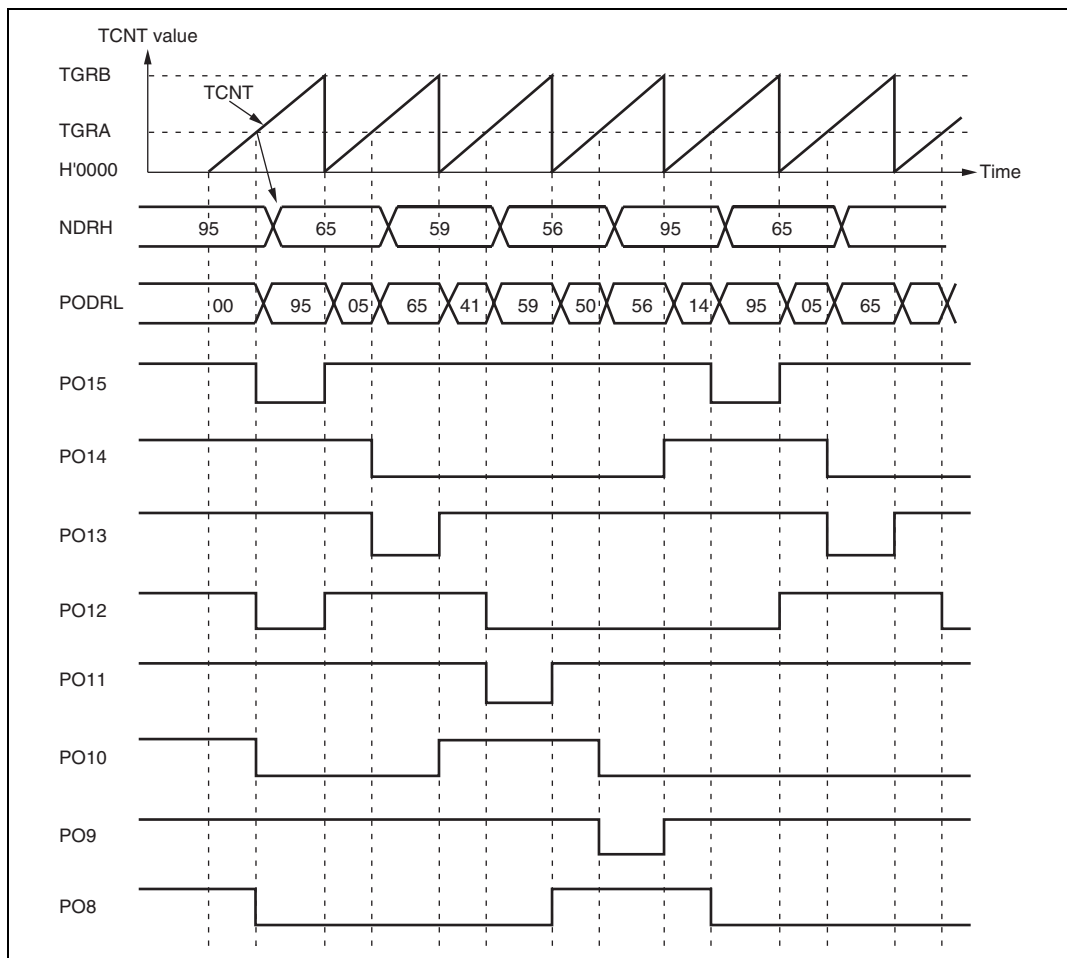 TCNT value
TGRB
TCNT
TGRA
H'0000
Time
NDRH 95 65 59 56 95 65
PODRL 00 95 05 65 41 59 50 56 14 95 05 65
PO15
PO14
PO13
PO12
PO11
PO10
PO9
PO8